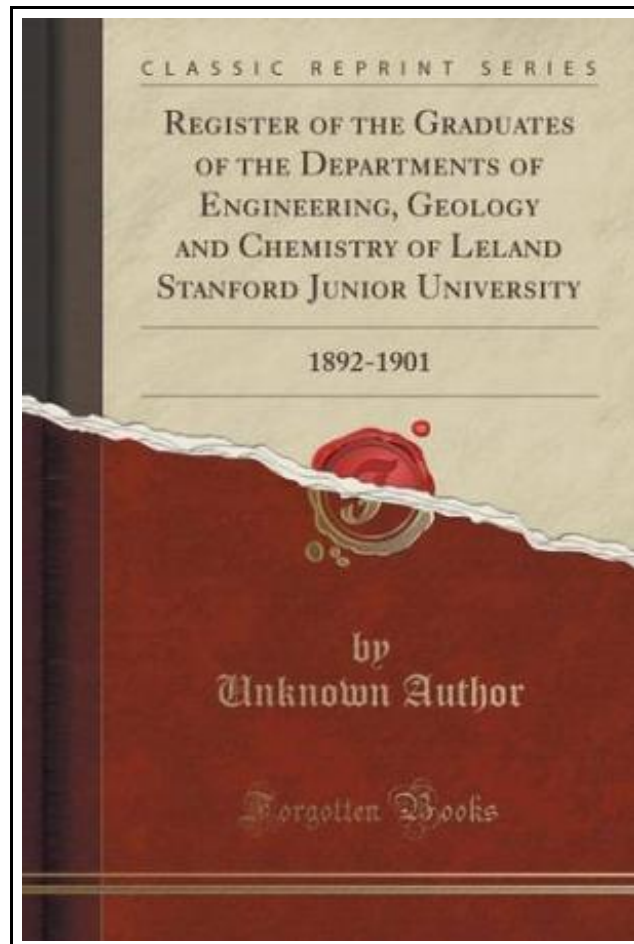 CLASSIC REPRINT SERIES
REGISTER OF THE GRADUATES
OF THE DEPARTMENTS OF
ENGINEERING, GEOLOGY
AND CHEMISTRY OF LELAND
STANFORD JUNIOR UNIVERSITY
1892-1901
by
Unknown Author
Forgotten Books